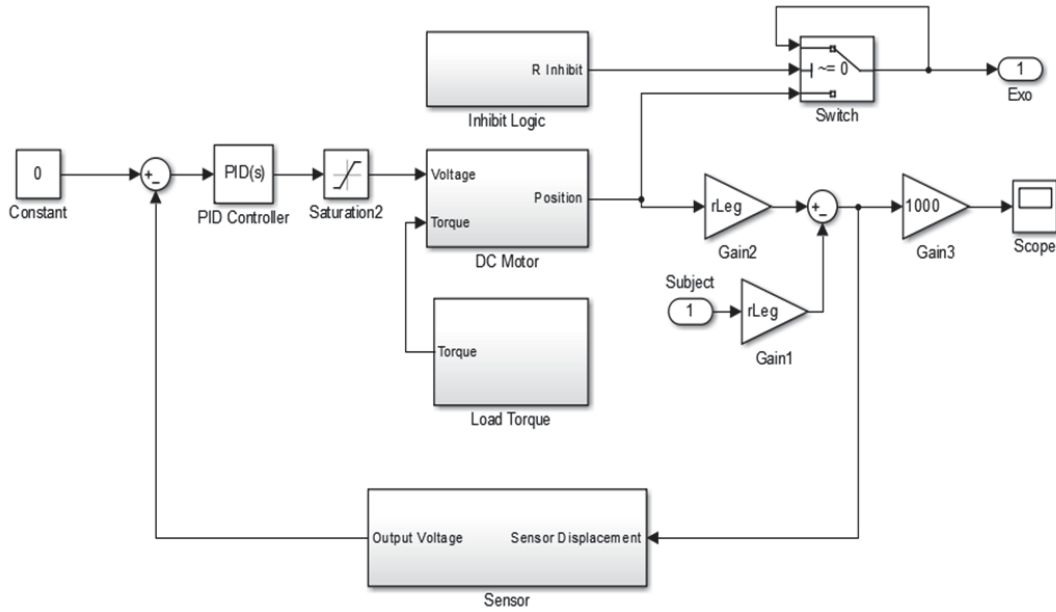 R Inhibit
Inhibit Logic
~= 0
Switch
1
Exo
0
Constant
+
-
PID(s)
PID Controller
Saturation2
Voltage
Position
Torque
DC Motor
rLeg
Gain2
+
-
1000
Gain3
Scope
Subject
1
rLeg
Gain1
Torque
Load Torque
Output Voltage
Sensor Displacement
Sensor